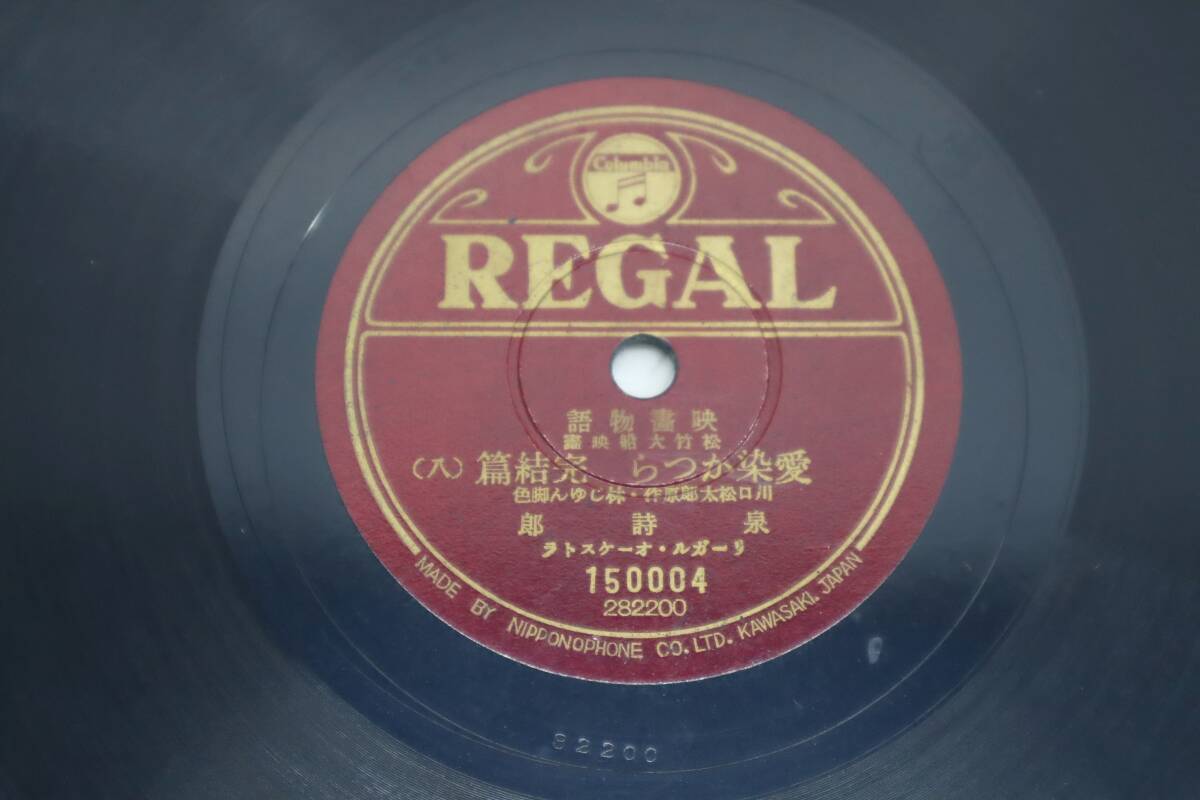 Columbia
REGAL
映畫物語
松竹大船映畫
愛染かつら 完結篇(八)
川口松太郎原作・林じゆん脚色
泉詩郎
リーガル・オーケストラ
150004
282200
MADE BY NIPPONOPHONE CO.LTD. KAWASAKI, JAPAN
82200